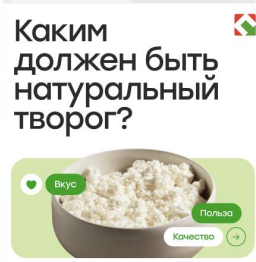 Каким
должен быть
натуральный
творог?
Вкус
Польза
Качество